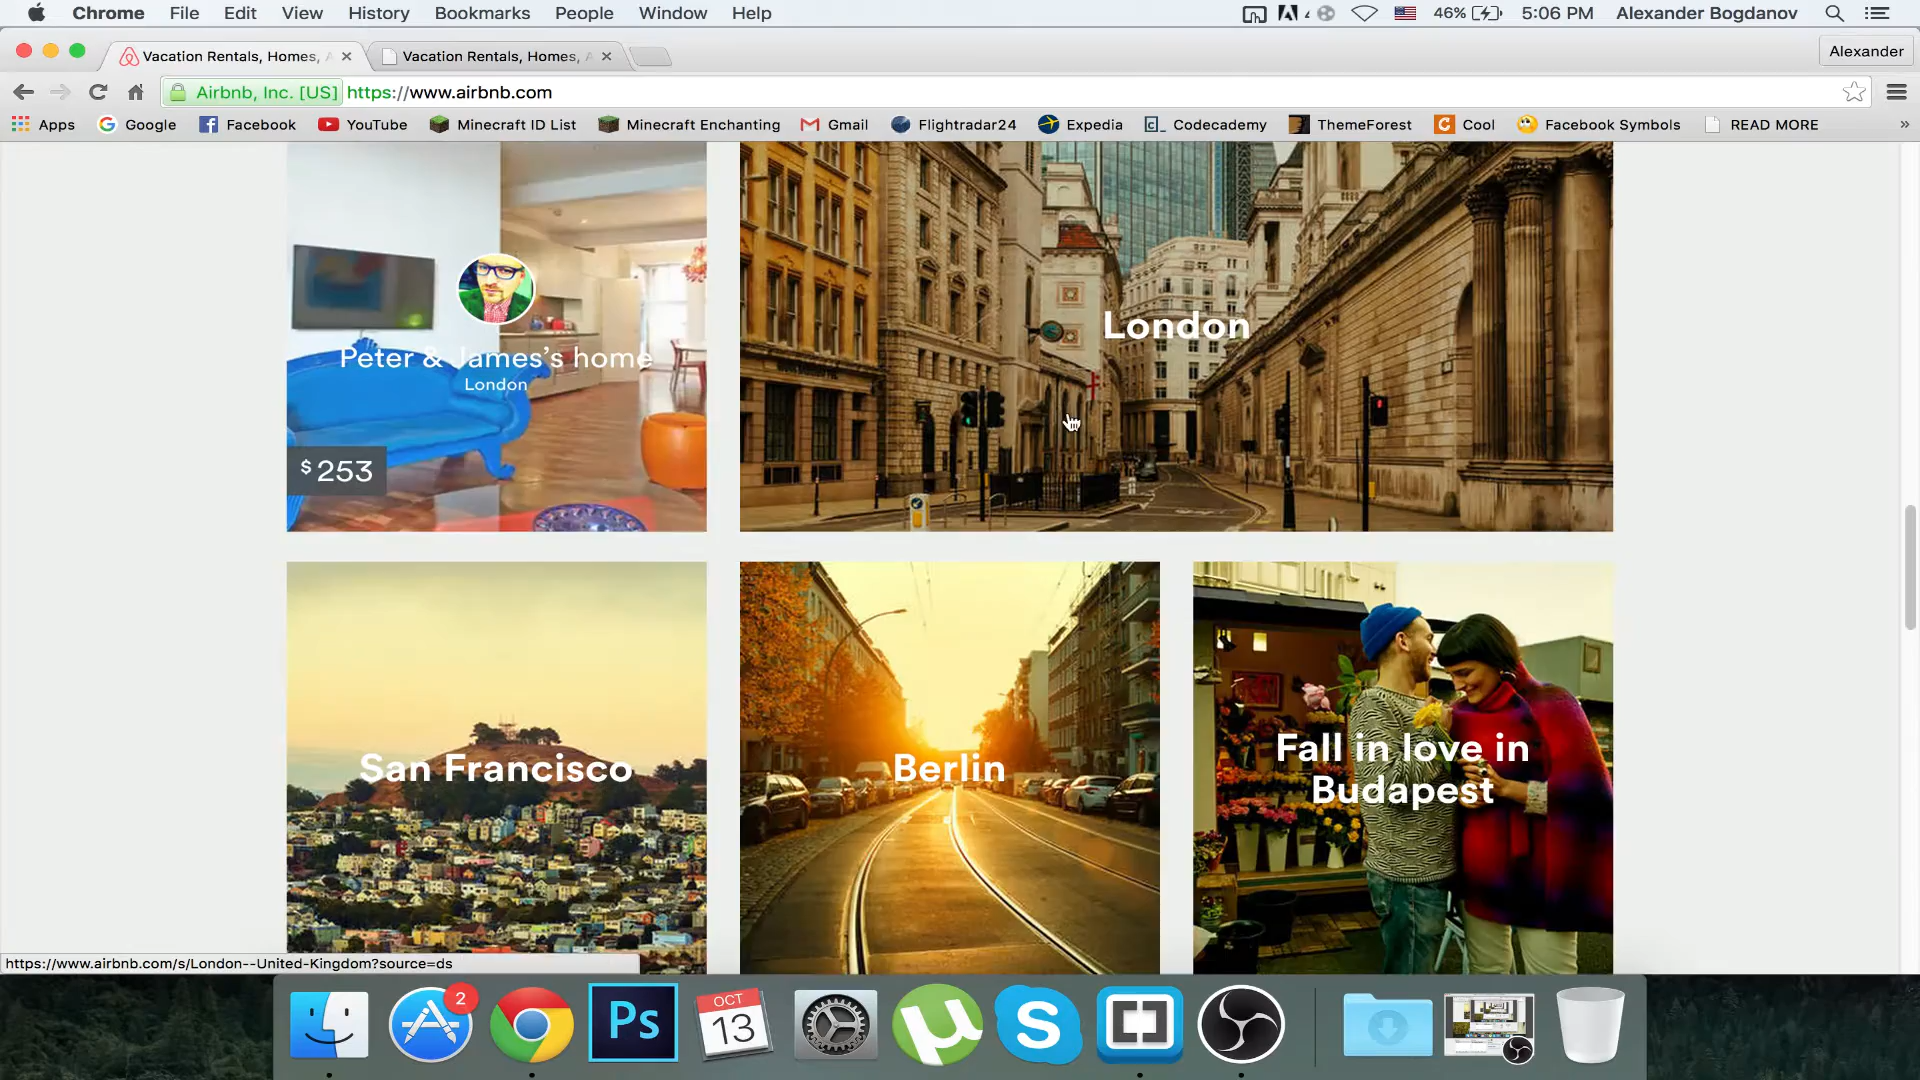 Chrome File Edit View History Bookmarks People Window Help
4 46% 5:06 PM Alexander Bogdanov
Vacation Rentals, Homes, A
Vacation Rentals, Homes, A
Alexander
Airbnb, Inc. [US] https://www.airbnb.com
Apps Google Facebook YouTube Minecraft ID List Minecraft Enchanting Gmail Flightradar24 Expedia Codecademy ThemeForest Cool Facebook Symbols READ MORE »
Peter & James’s home
London
$253
London
San Francisco
Berlin
Fall in love in
Budapest
https://www.airbnb.com/s/London--United-Kingdom?source=ds
2
Ps
OCT
13
µ
S